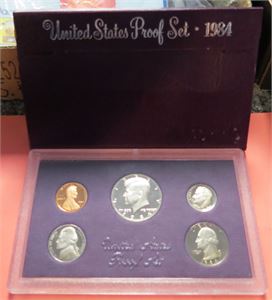 United States Proof Set · 1984
United States
Proof Set